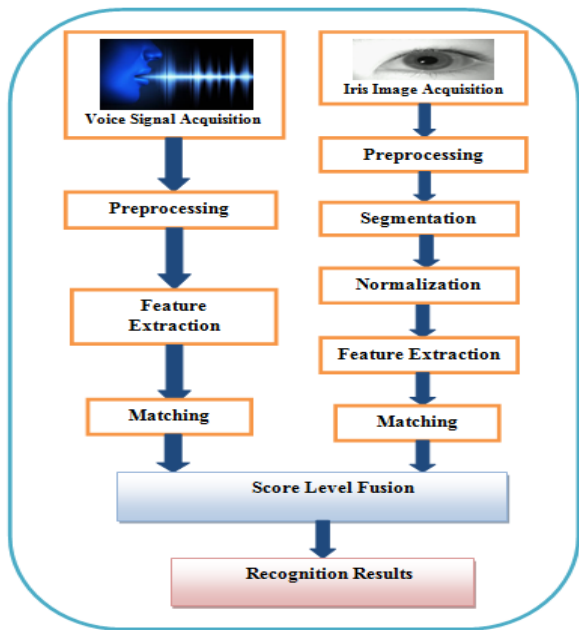 Voice Signal Acquisition
Preprocessing
Feature
Extraction
Matching
Iris Image Acquisition
Preprocessing
Segmentation
Normalization
Feature Extraction
Matching
Score Level Fusion
Recognition Results